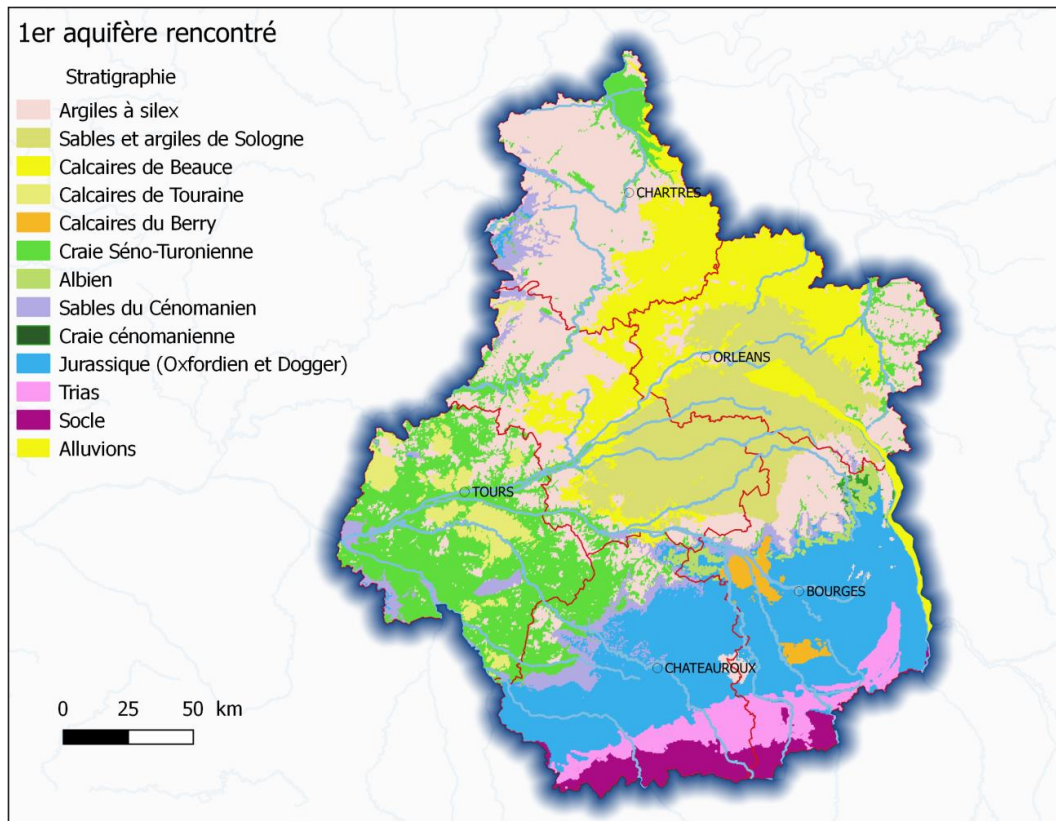 1er aquifère rencontré
Stratigraphie
Argiles à silex
Sables et argiles de Sologne
Calcaires de Beauce
Calcaires de Touraine
Calcaires du Berry
Craie Séno-Turonienne
Albien
Sables du Cénomanien
Craie cénomanienne
Jurassique (Oxfordien et Dogger)
Trias
Socle
Alluvions
CHARTRES
ORLEANS
TOURS
BOURGES
CHATEAUROUX
0 25 50 km